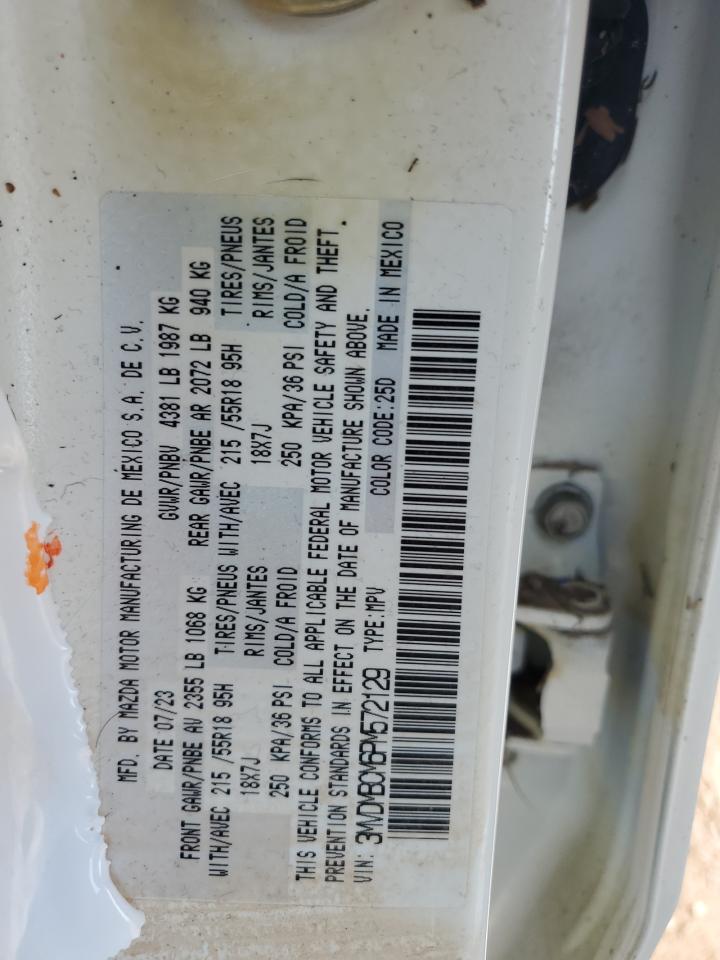 MFD. BY MAZDA MOTOR MANUFACTURING DE MEXICO S.A. DE C.V.
DATE 07/23 GVWR/PNBV 4381 LB 1987 KG
FRONT GAWR/PNBE AV 2355 LB 1068 KG REAR GAWR/PNBE AR 2072 LB 940 KG
WITH/AVEC 215 /55R18 95H TIRES/PNEUS WITH/AVEC 215 /55R18 95H TIRES/PNEUS
18X7J RIMS/JANTES 18X7J RIMS/JANTES
250 KPA/36 PSI COLD/A FROID 250 KPA/36 PSI COLD/A FROID
THIS VEHICLE CONFORMS TO ALL APPLICABLE FEDERAL MOTOR VEHICLE SAFETY AND THEFT
PREVENTION STANDARDS IN EFFECT ON THE DATE OF MANUFACTURE SHOWN ABOVE.
VIN: 3MVDMBCM6PM572129 TYPE:MPV COLOR CODE:25D MADE IN MEXICO